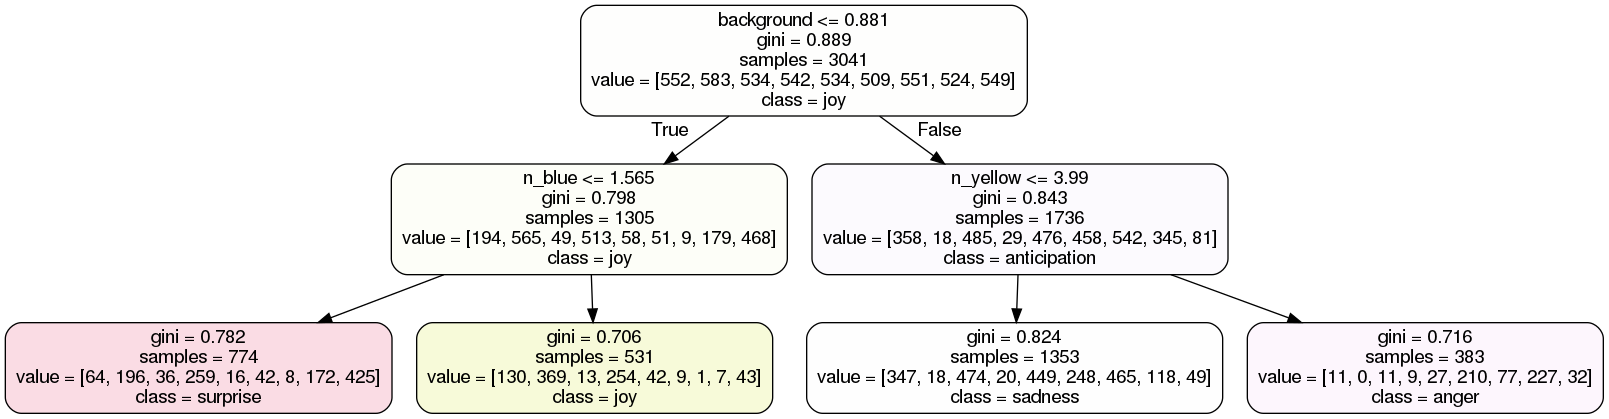 background <= 0.881
gini = 0.889
samples = 3041
value = [552, 583, 534, 542, 534, 509, 551, 524, 549]
class = joy
True
False
n_blue <= 1.565
gini = 0.798
samples = 1305
value = [194, 565, 49, 513, 58, 51, 9, 179, 468]
class = joy
n_yellow <= 3.99
gini = 0.843
samples = 1736
value = [358, 18, 485, 29, 476, 458, 542, 345, 81]
class = anticipation
gini = 0.782
samples = 774
value = [64, 196, 36, 259, 16, 42, 8, 172, 425]
class = surprise
gini = 0.706
samples = 531
value = [130, 369, 13, 254, 42, 9, 1, 7, 43]
class = joy
gini = 0.824
samples = 1353
value = [347, 18, 474, 20, 449, 248, 465, 118, 49]
class = sadness
gini = 0.716
samples = 383
value = [11, 0, 11, 9, 27, 210, 77, 227, 32]
class = anger